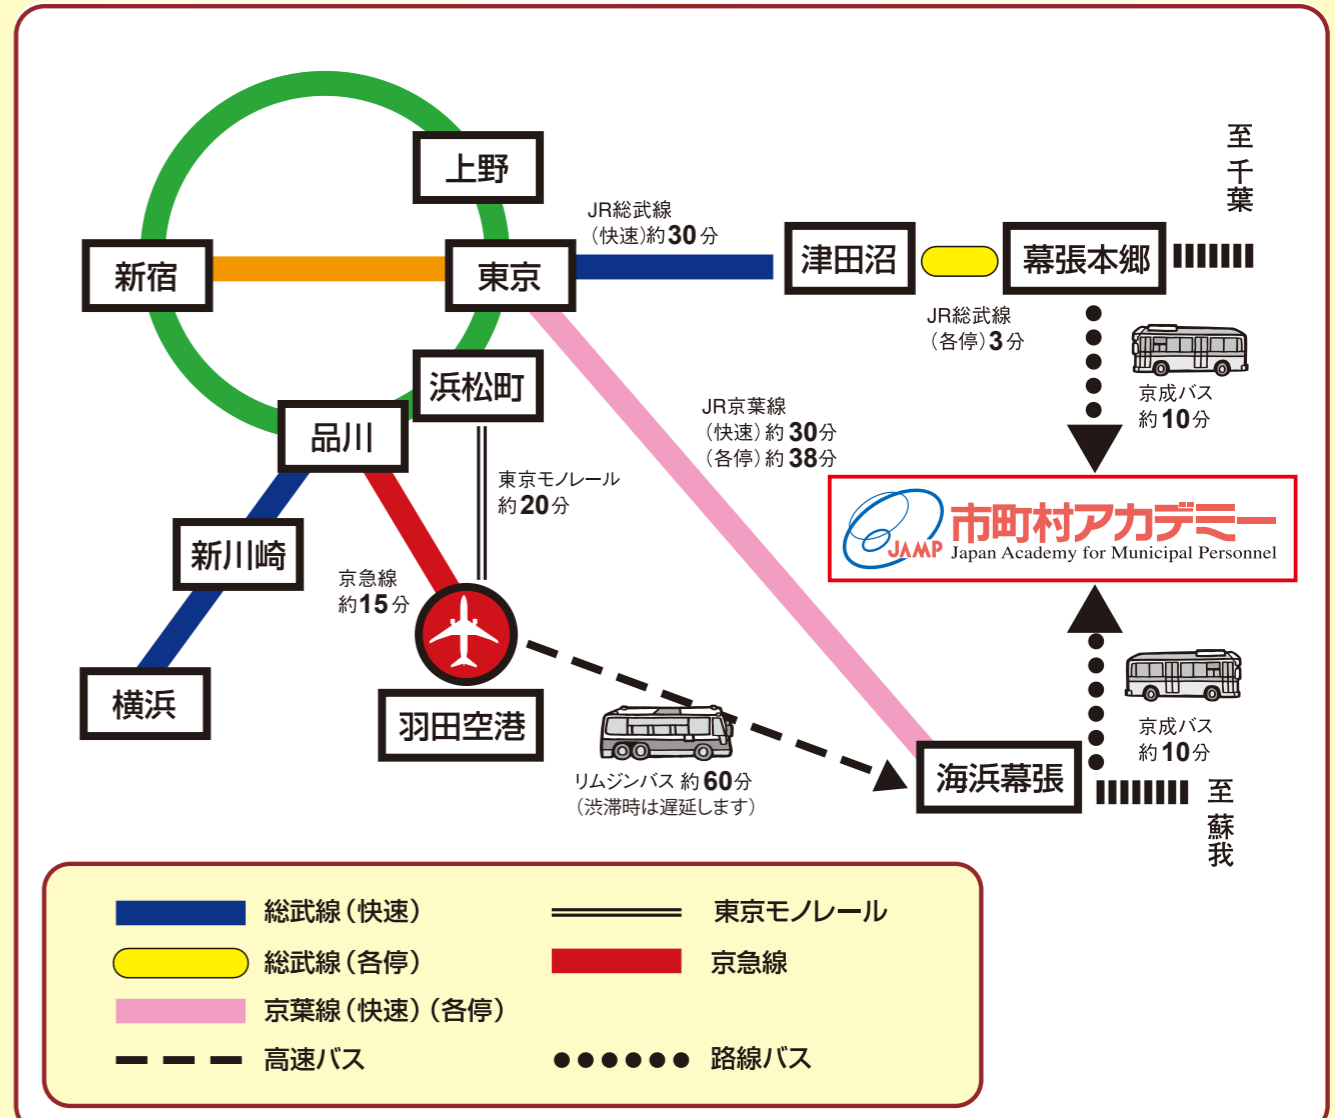 至 千葉
上野
JR総武線
（快速）約30分
新宿
東京
津田沼
幕張本郷
JR総武線
（各停）3分
浜松町
京成バス
約10分
JR京葉線
（快速）約30分
（各停）約38分
品川
東京モノレール
約20分
市町村アカデミー
JAMP
Japan Academy for Municipal Personnel
新川崎
京急線
約15分
横浜
羽田空港
京成バス
約10分
リムジンバス 約60分
（渋滞時は遅延します）
海浜幕張
至 蘇我
総武線（快速）
東京モノレール
総武線（各停）
京急線
京葉線（快速）（各停）
高速バス
路線バス